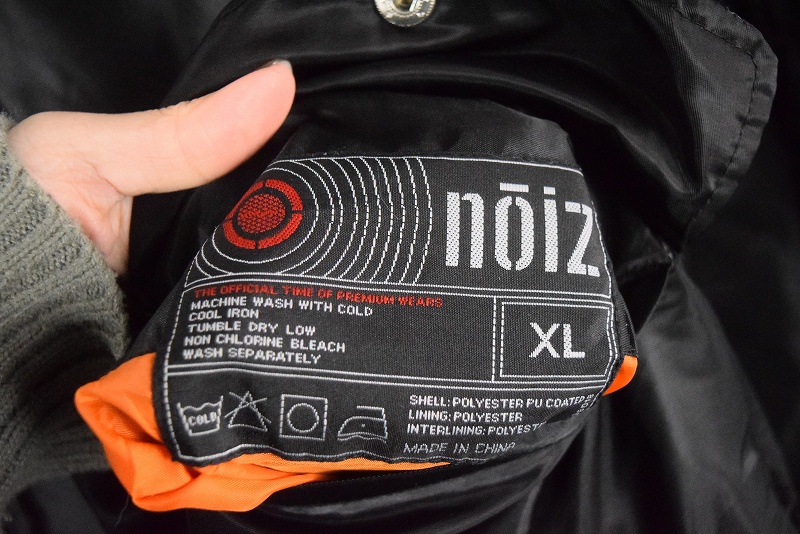 nōiz
THE OFFICIAL TIME OF PREMIUM WEARS
MACHINE WASH WITH COLD
COOL IRON
TUMBLE DRY LOW
NON CHLORINE BLEACH
WASH SEPARATELY
XL
COLD
SHELL: POLYESTER PU COATED
LINING: POLYESTER
INTERLINING:
MADE IN CHINA